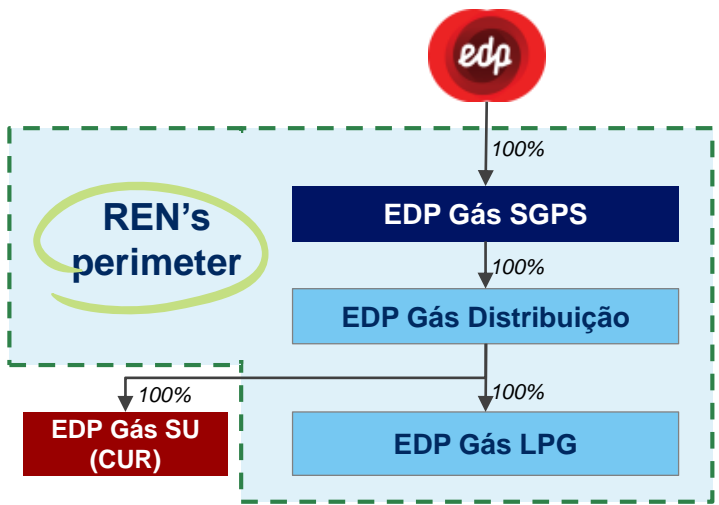 edp
100%
REN's
perimeter
EDP Gás SGPS
100%
EDP Gás Distribuição
100%
100%
EDP Gás SU
(CUR)
EDP Gás LPG